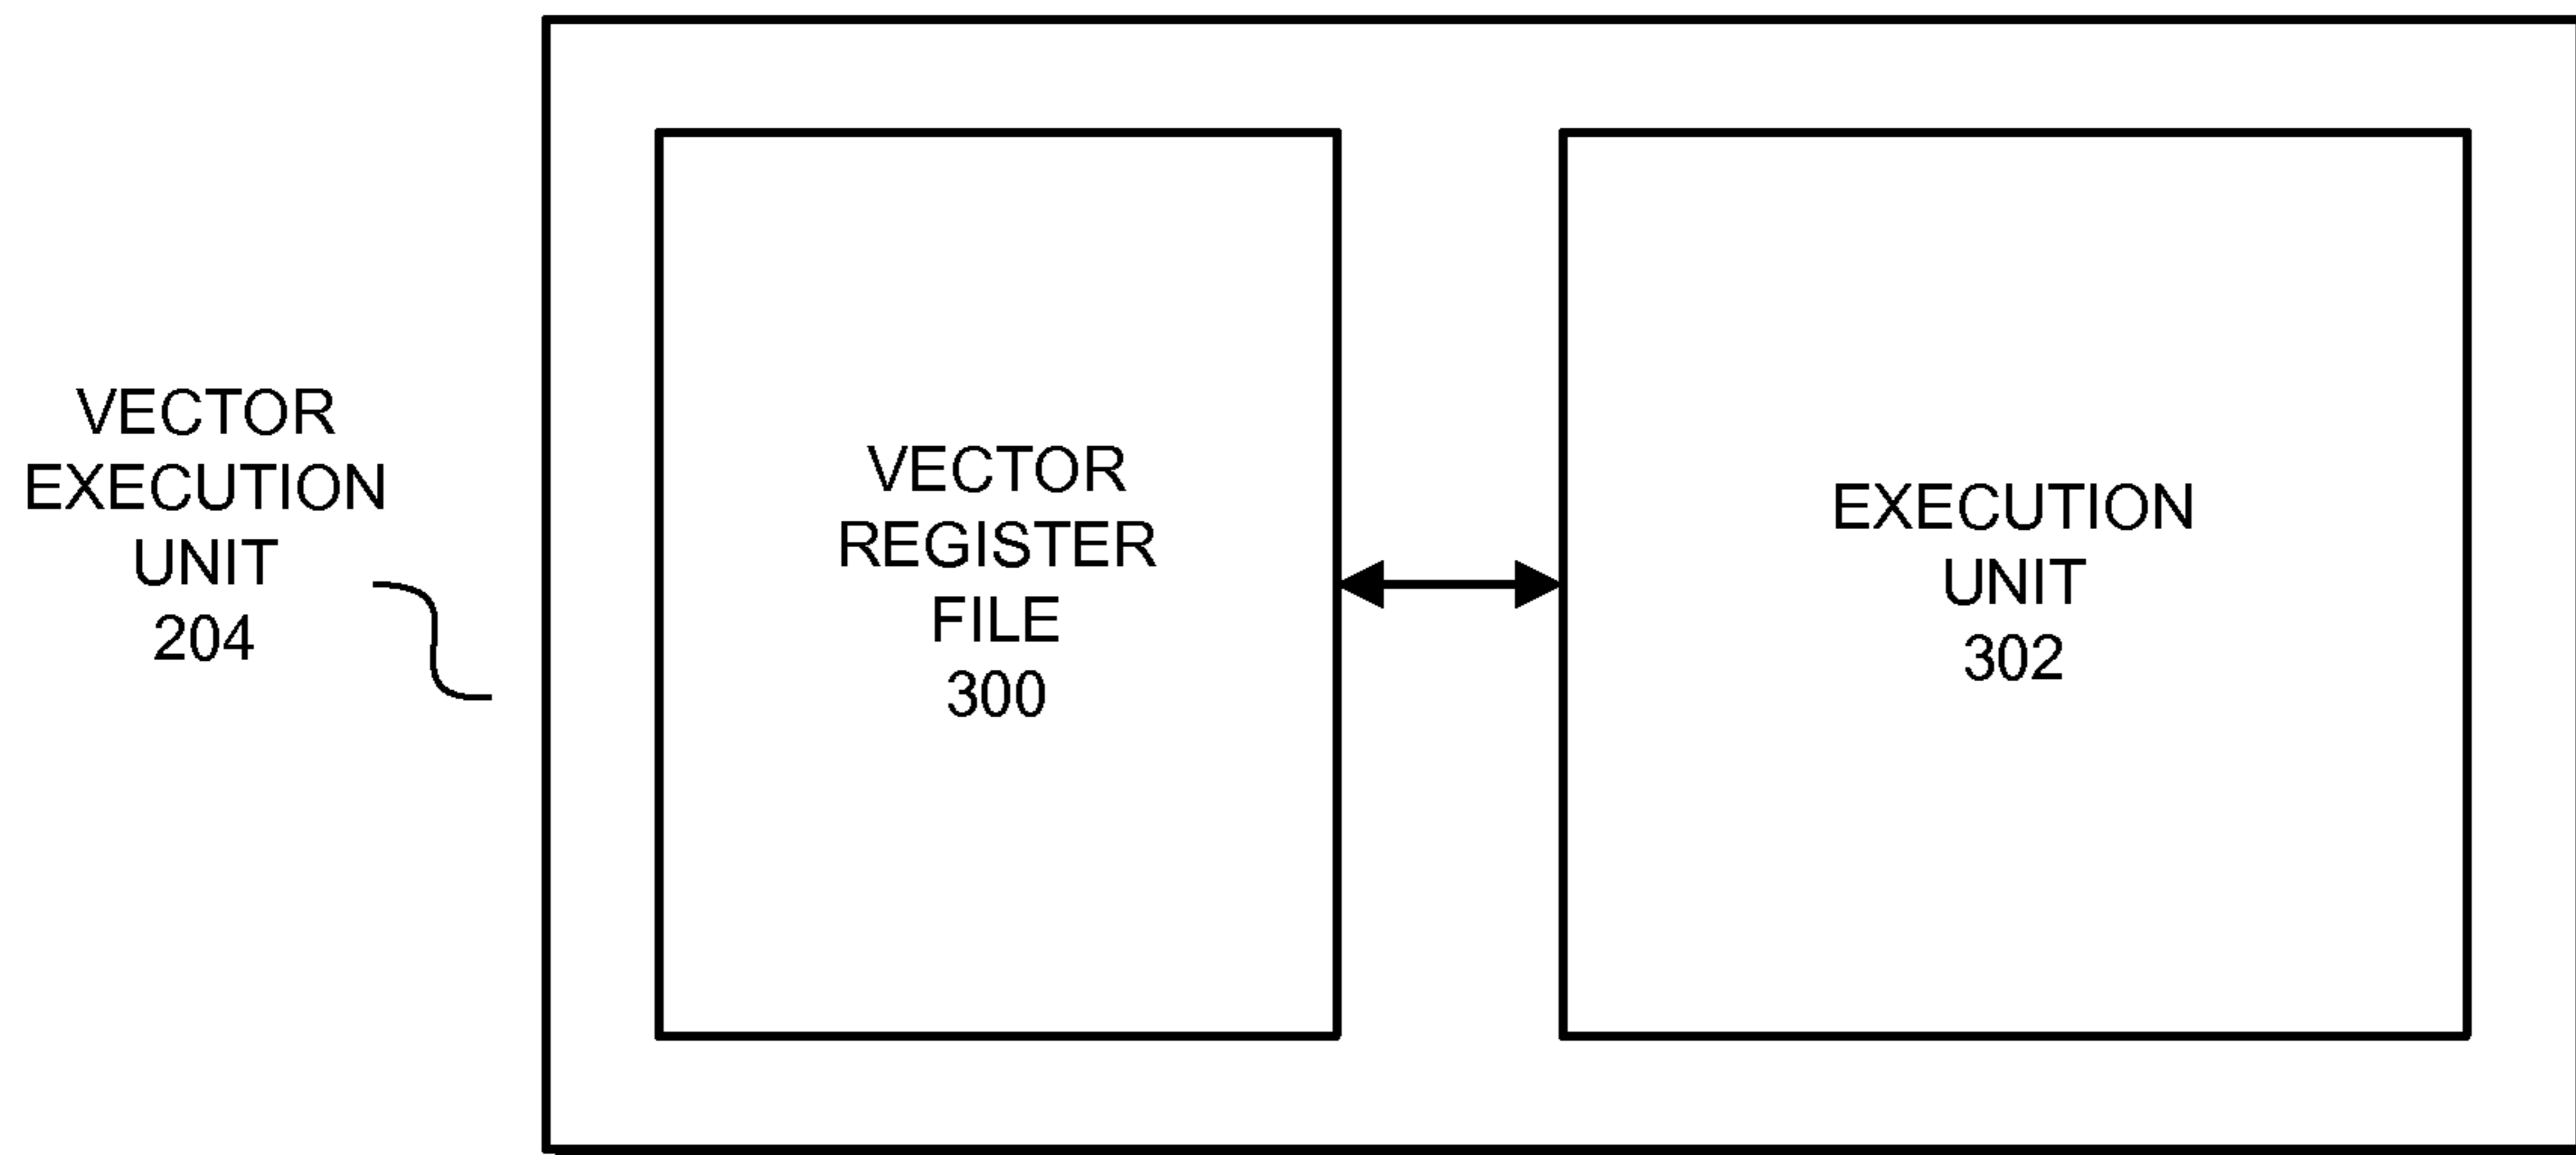 VECTOR
EXECUTION
UNIT
204
VECTOR
REGISTER
FILE
300
EXECUTION
UNIT
302